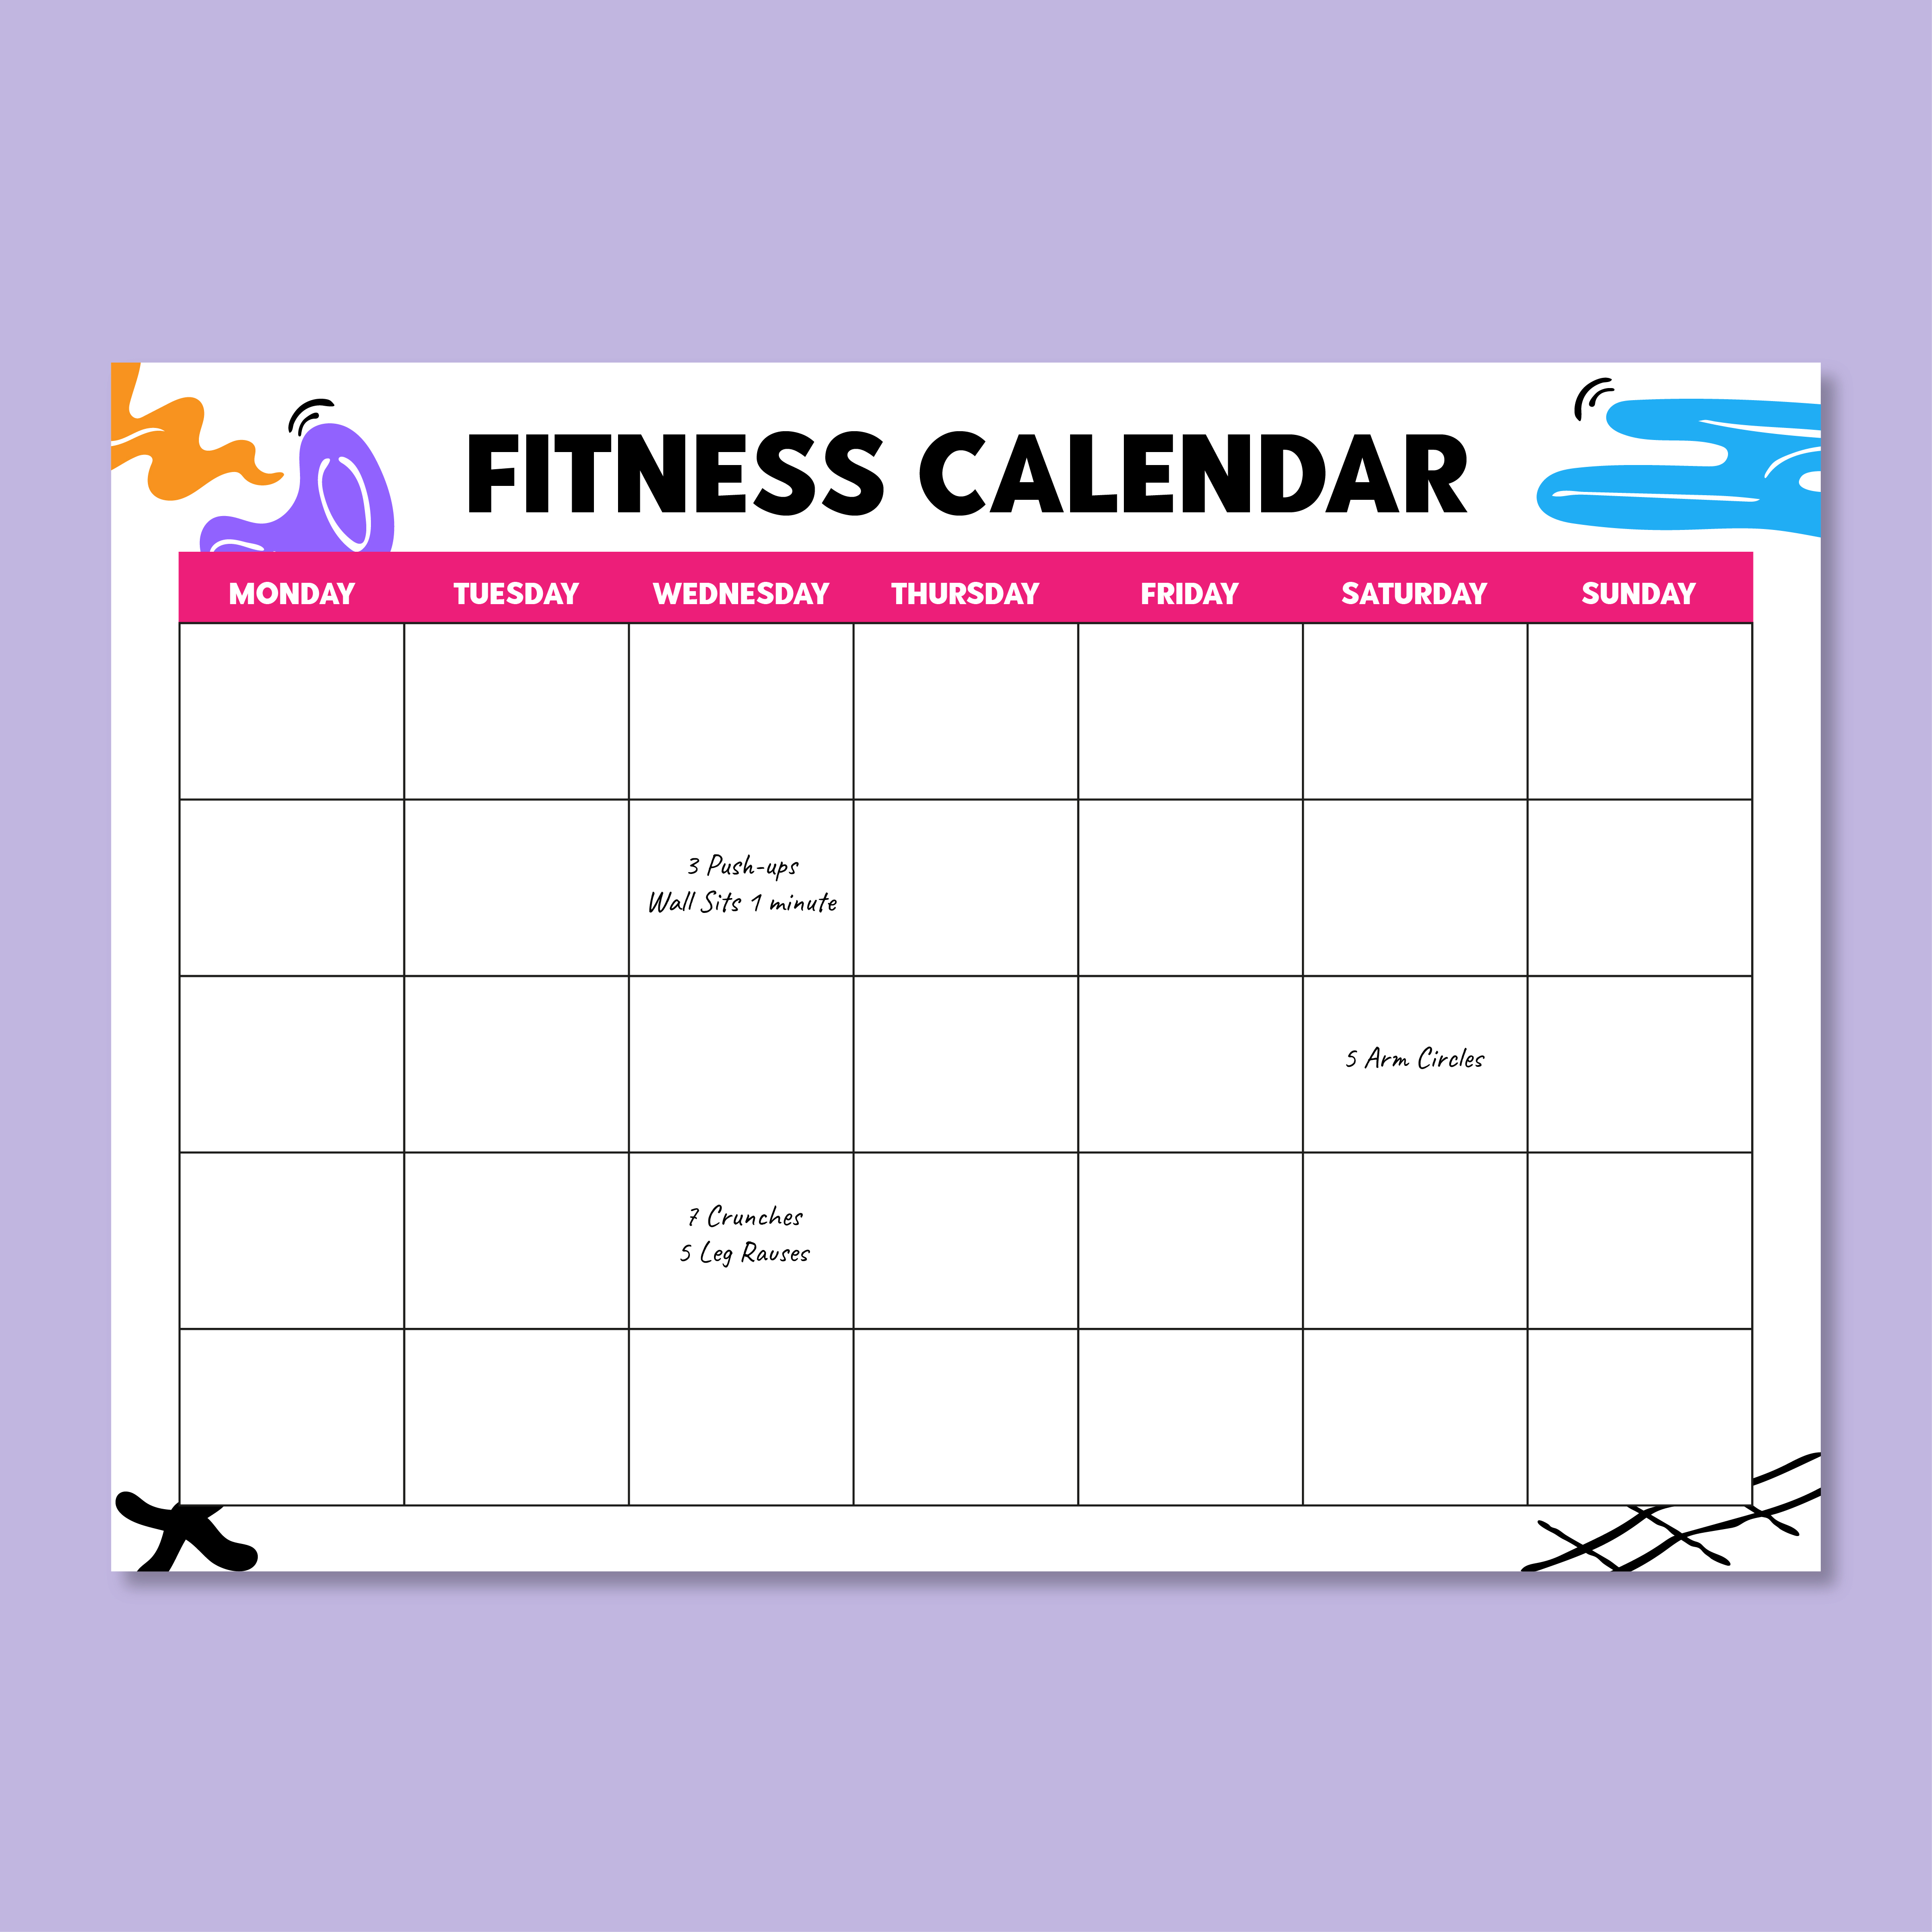 FITNESS CALENDAR
MONDAY TUESDAY WEDNESDAY THURSDAY FRIDAY SATURDAY SUNDAY
3 Push-ups
Wall Sits 1 minute
5 Arm Circles
7 Crunches
5 Leg Rauses